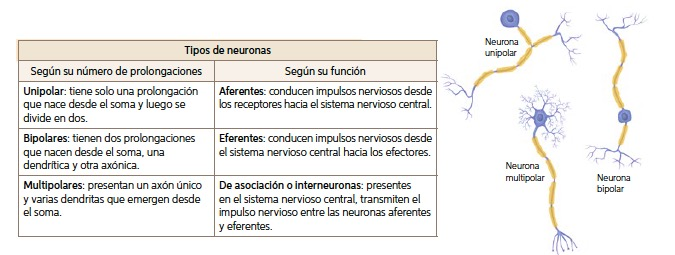 Tipos de neuronas
Según su número de prolongaciones
Según su función
Unipolar: tiene solo una prolongación
que nace desde el soma y luego se
divide en dos.
Aferentes: conducen impulsos nerviosos desde
los receptores hacia el sistema nervioso central.
Bipolares: tienen dos prolongaciones
que nacen desde el soma, una
dendrítica y otra axónica.
Eferentes: conducen impulsos nerviosos desde
el sistema nervioso central hacia los efectores.
Multipolares: presentan un axón único
y varias dendritas que emergen desde
el soma.
De asociación o interneuronas: presentes
en el sistema nervioso central, transmiten el
impulso nervioso entre las neuronas aferentes
y eferentes.
Neurona
unipolar
Neurona
multipolar
Neurona
bipolar